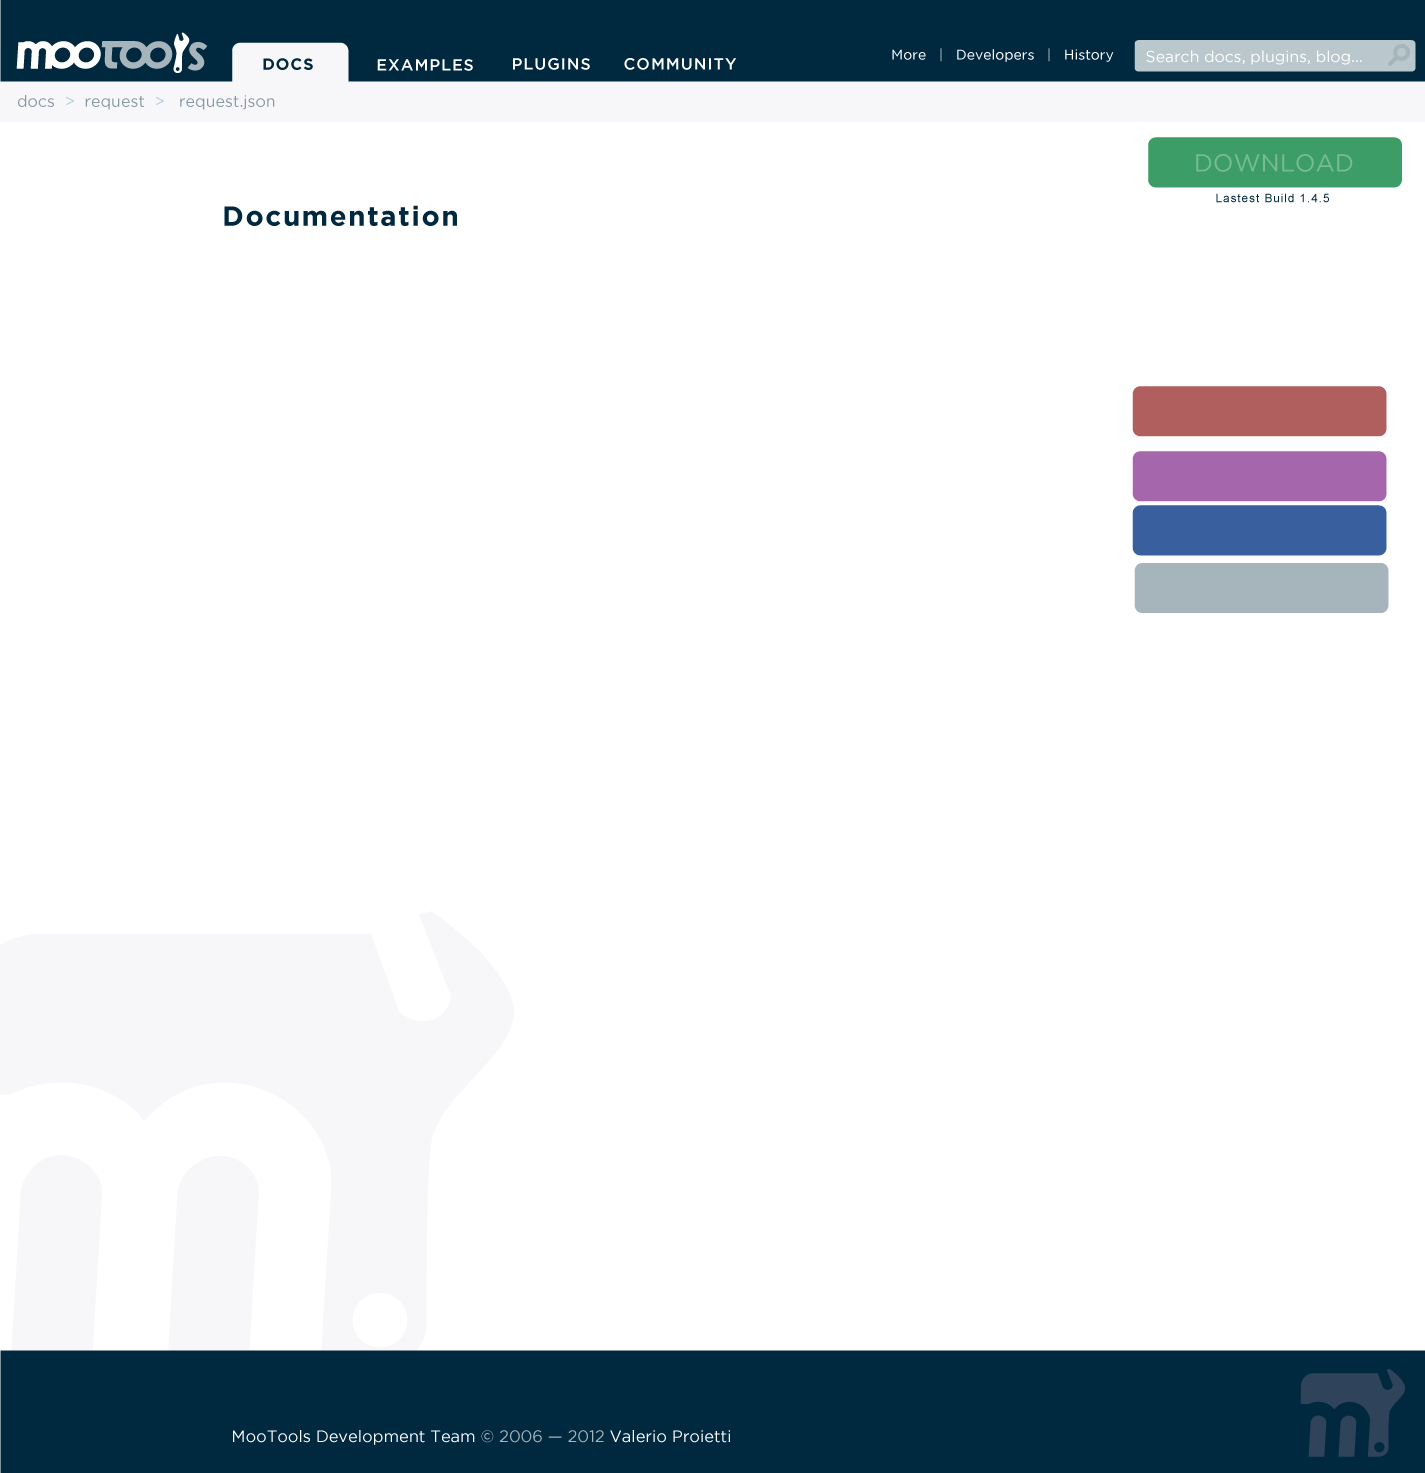 mootools
DOCS EXAMPLES PLUGINS COMMUNITY More | Developers | History Search docs, plugins, blog...
docs > request > request.json
DOWNLOAD
Lastest Build 1.4.5
Documentation
m
MooTools Development Team © 2006 — 2012 Valerio Proietti
m